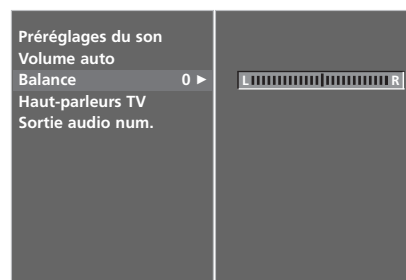 Préréglages du son
Volume auto
Balance 0 ►
L R
Haut-parleurs TV
Sortie audio num.